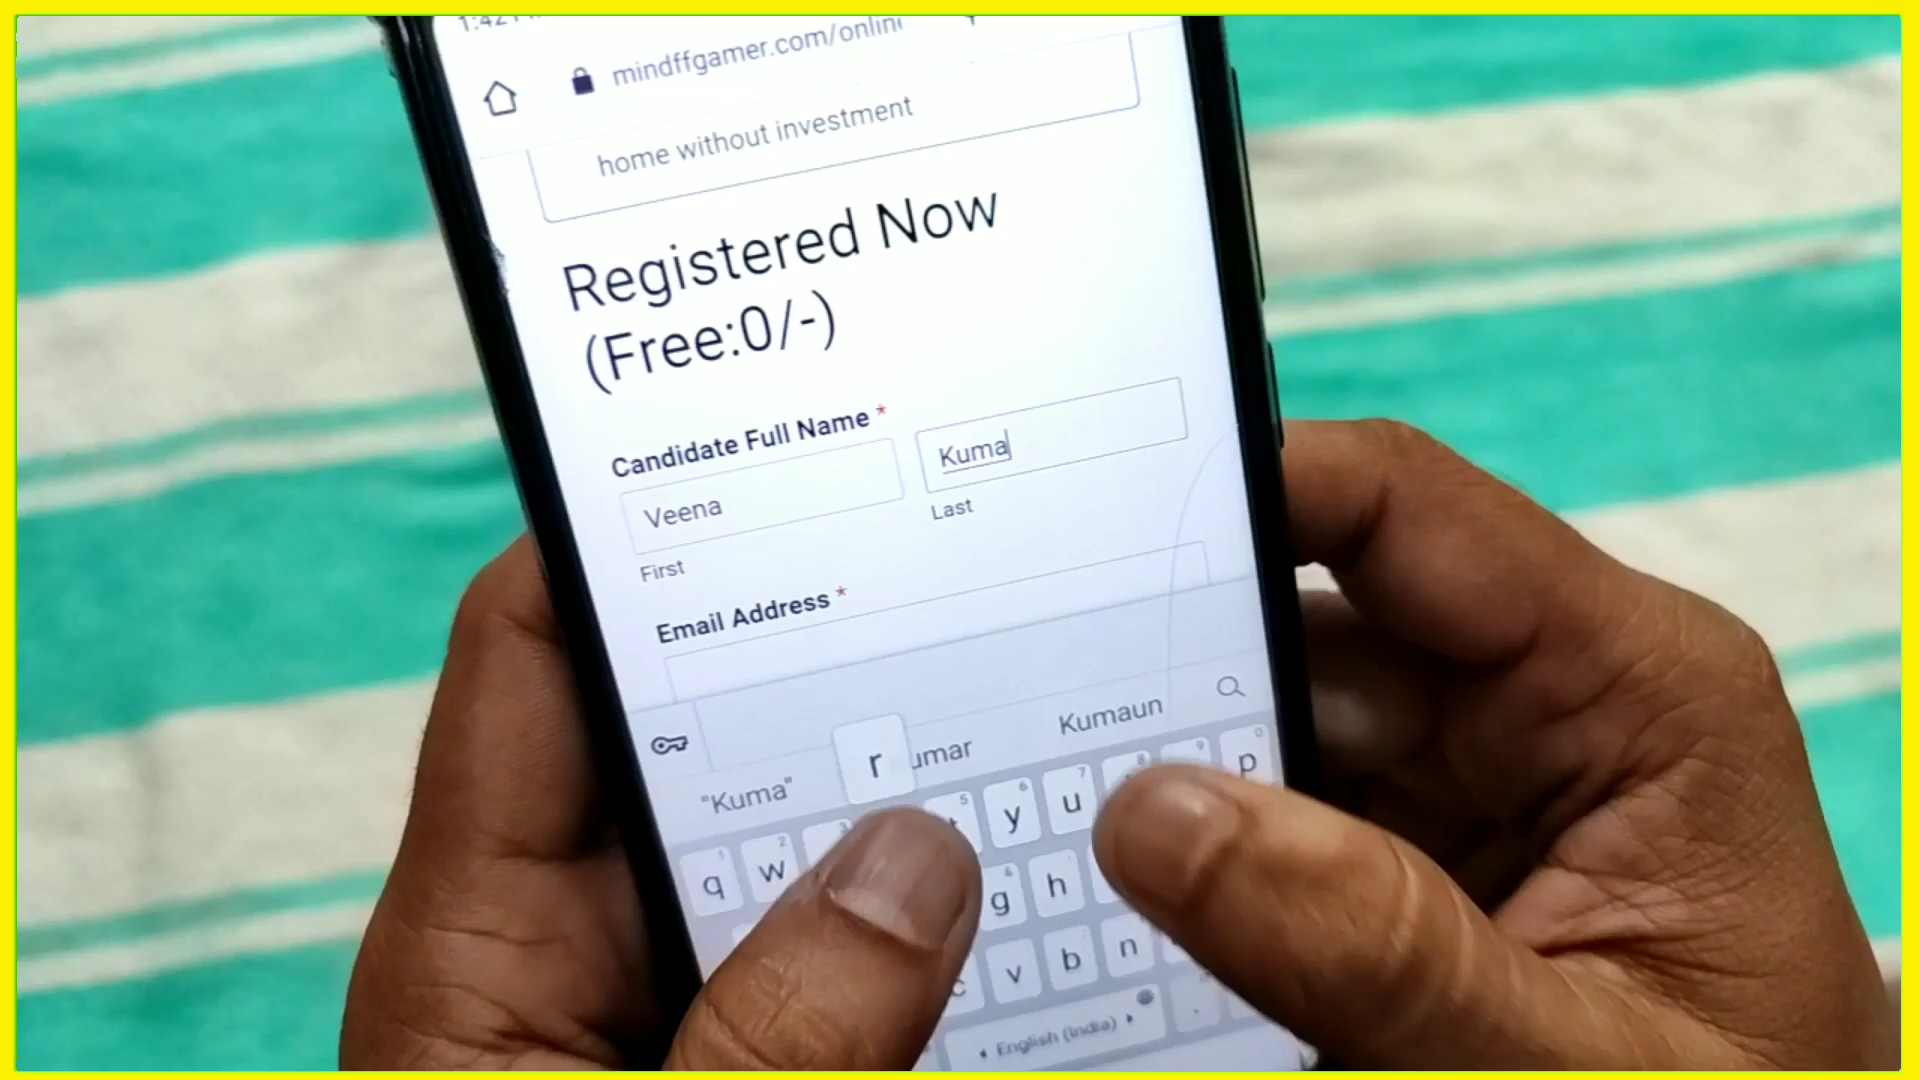 mindffgamer.com/onlin
home without investment
Registered Now
(Free:0/-)
Candidate Full Name *
Veena
Kuma
First
Last
Email Address *
"Kuma"
r
umar
Kumaun
q w y u p
g h
c v b n
English (India)